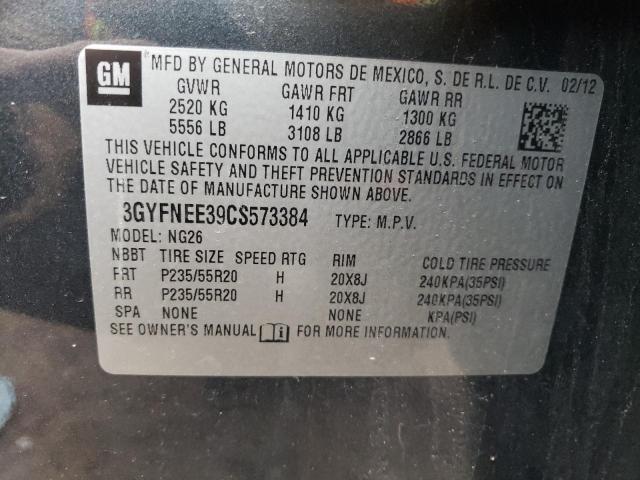 GM MFD BY GENERAL MOTORS DE MEXICO, S. DE R.L. DE C.V. 02/12
GVWR GAWR FRT GAWR RR
2520 KG 1410 KG 1300 KG
5556 LB 3108 LB 2866 LB
THIS VEHICLE CONFORMS TO ALL APPLICABLE U.S. FEDERAL MOTOR
VEHICLE SAFETY AND THEFT PREVENTION STANDARDS IN EFFECT ON
THE DATE OF MANUFACTURE SHOWN ABOVE.
3GYFNEE39CS573384 TYPE: M.P.V.
MODEL: NG26
NBBT TIRE SIZE SPEED RTG RIM COLD TIRE PRESSURE
FRT P235/55R20 H 20X8J 240KPA(35PSI)
RR P235/55R20 H 20X8J 240KPA(35PSI)
SPA NONE NONE KPA(PSI)
SEE OWNER'S MANUAL i FOR MORE INFORMATION.